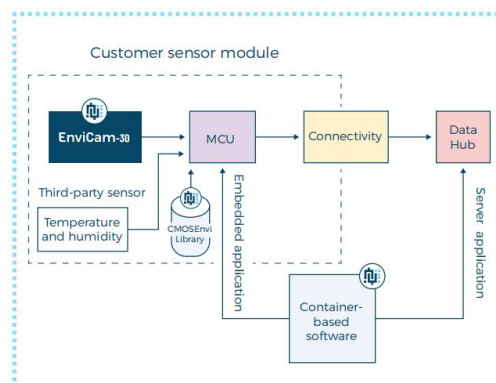 Customer sensor module
EnviCam-30
MCU
Connectivity
Data
Hub
Third-party sensor
Temperature
and humidity
CMOSEnvi
Library
Embedded application
Server application
Container-
based
software